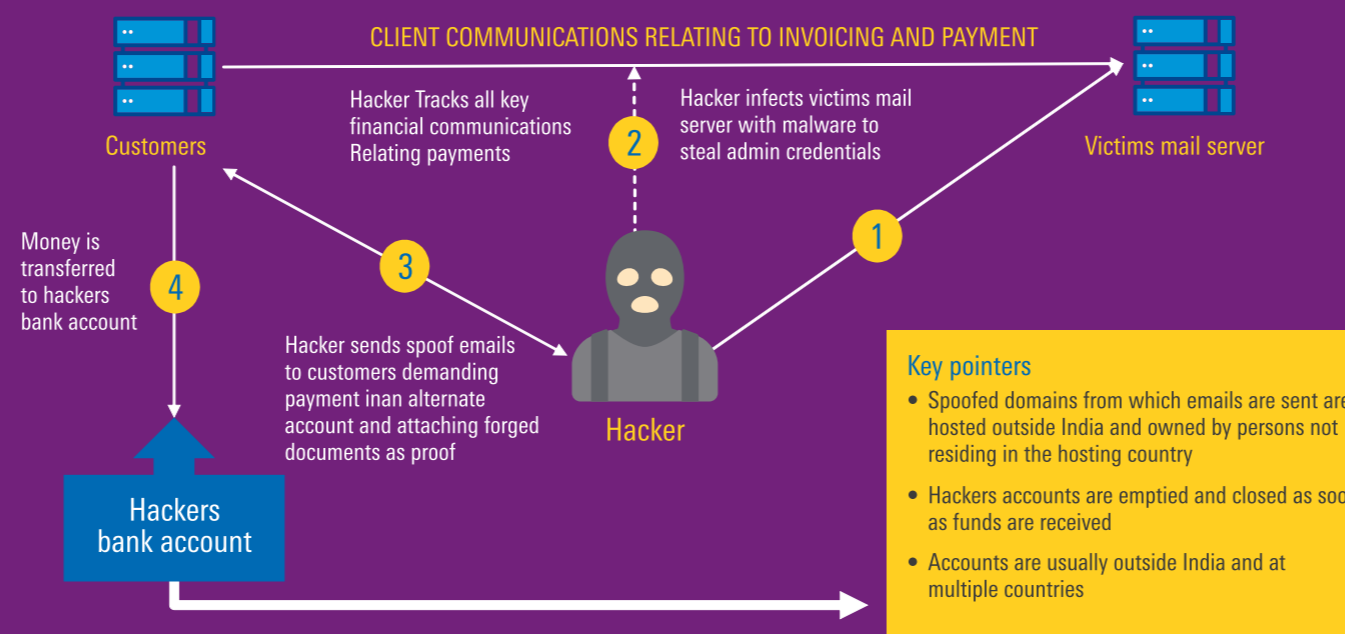 CLIENT COMMUNICATIONS RELATING TO INVOICING AND PAYMENT
Customers
Hacker Tracks all key
financial communications
Relating payments
2
Hacker infects victims mail
server with malware to
steal admin credentials
Victims mail server
1
3
Money is
transferred
to hackers
bank account
4
Hacker sends spoof emails
to customers demanding
payment inan alternate
account and attaching forged
documents as proof
Hacker
Hackers
bank account
Key pointers
• Spoofed domains from which emails are sent are
hosted outside India and owned by persons not
residing in the hosting country
• Hackers accounts are emptied and closed as soo
as funds are received
• Accounts are usually outside India and at
multiple countries